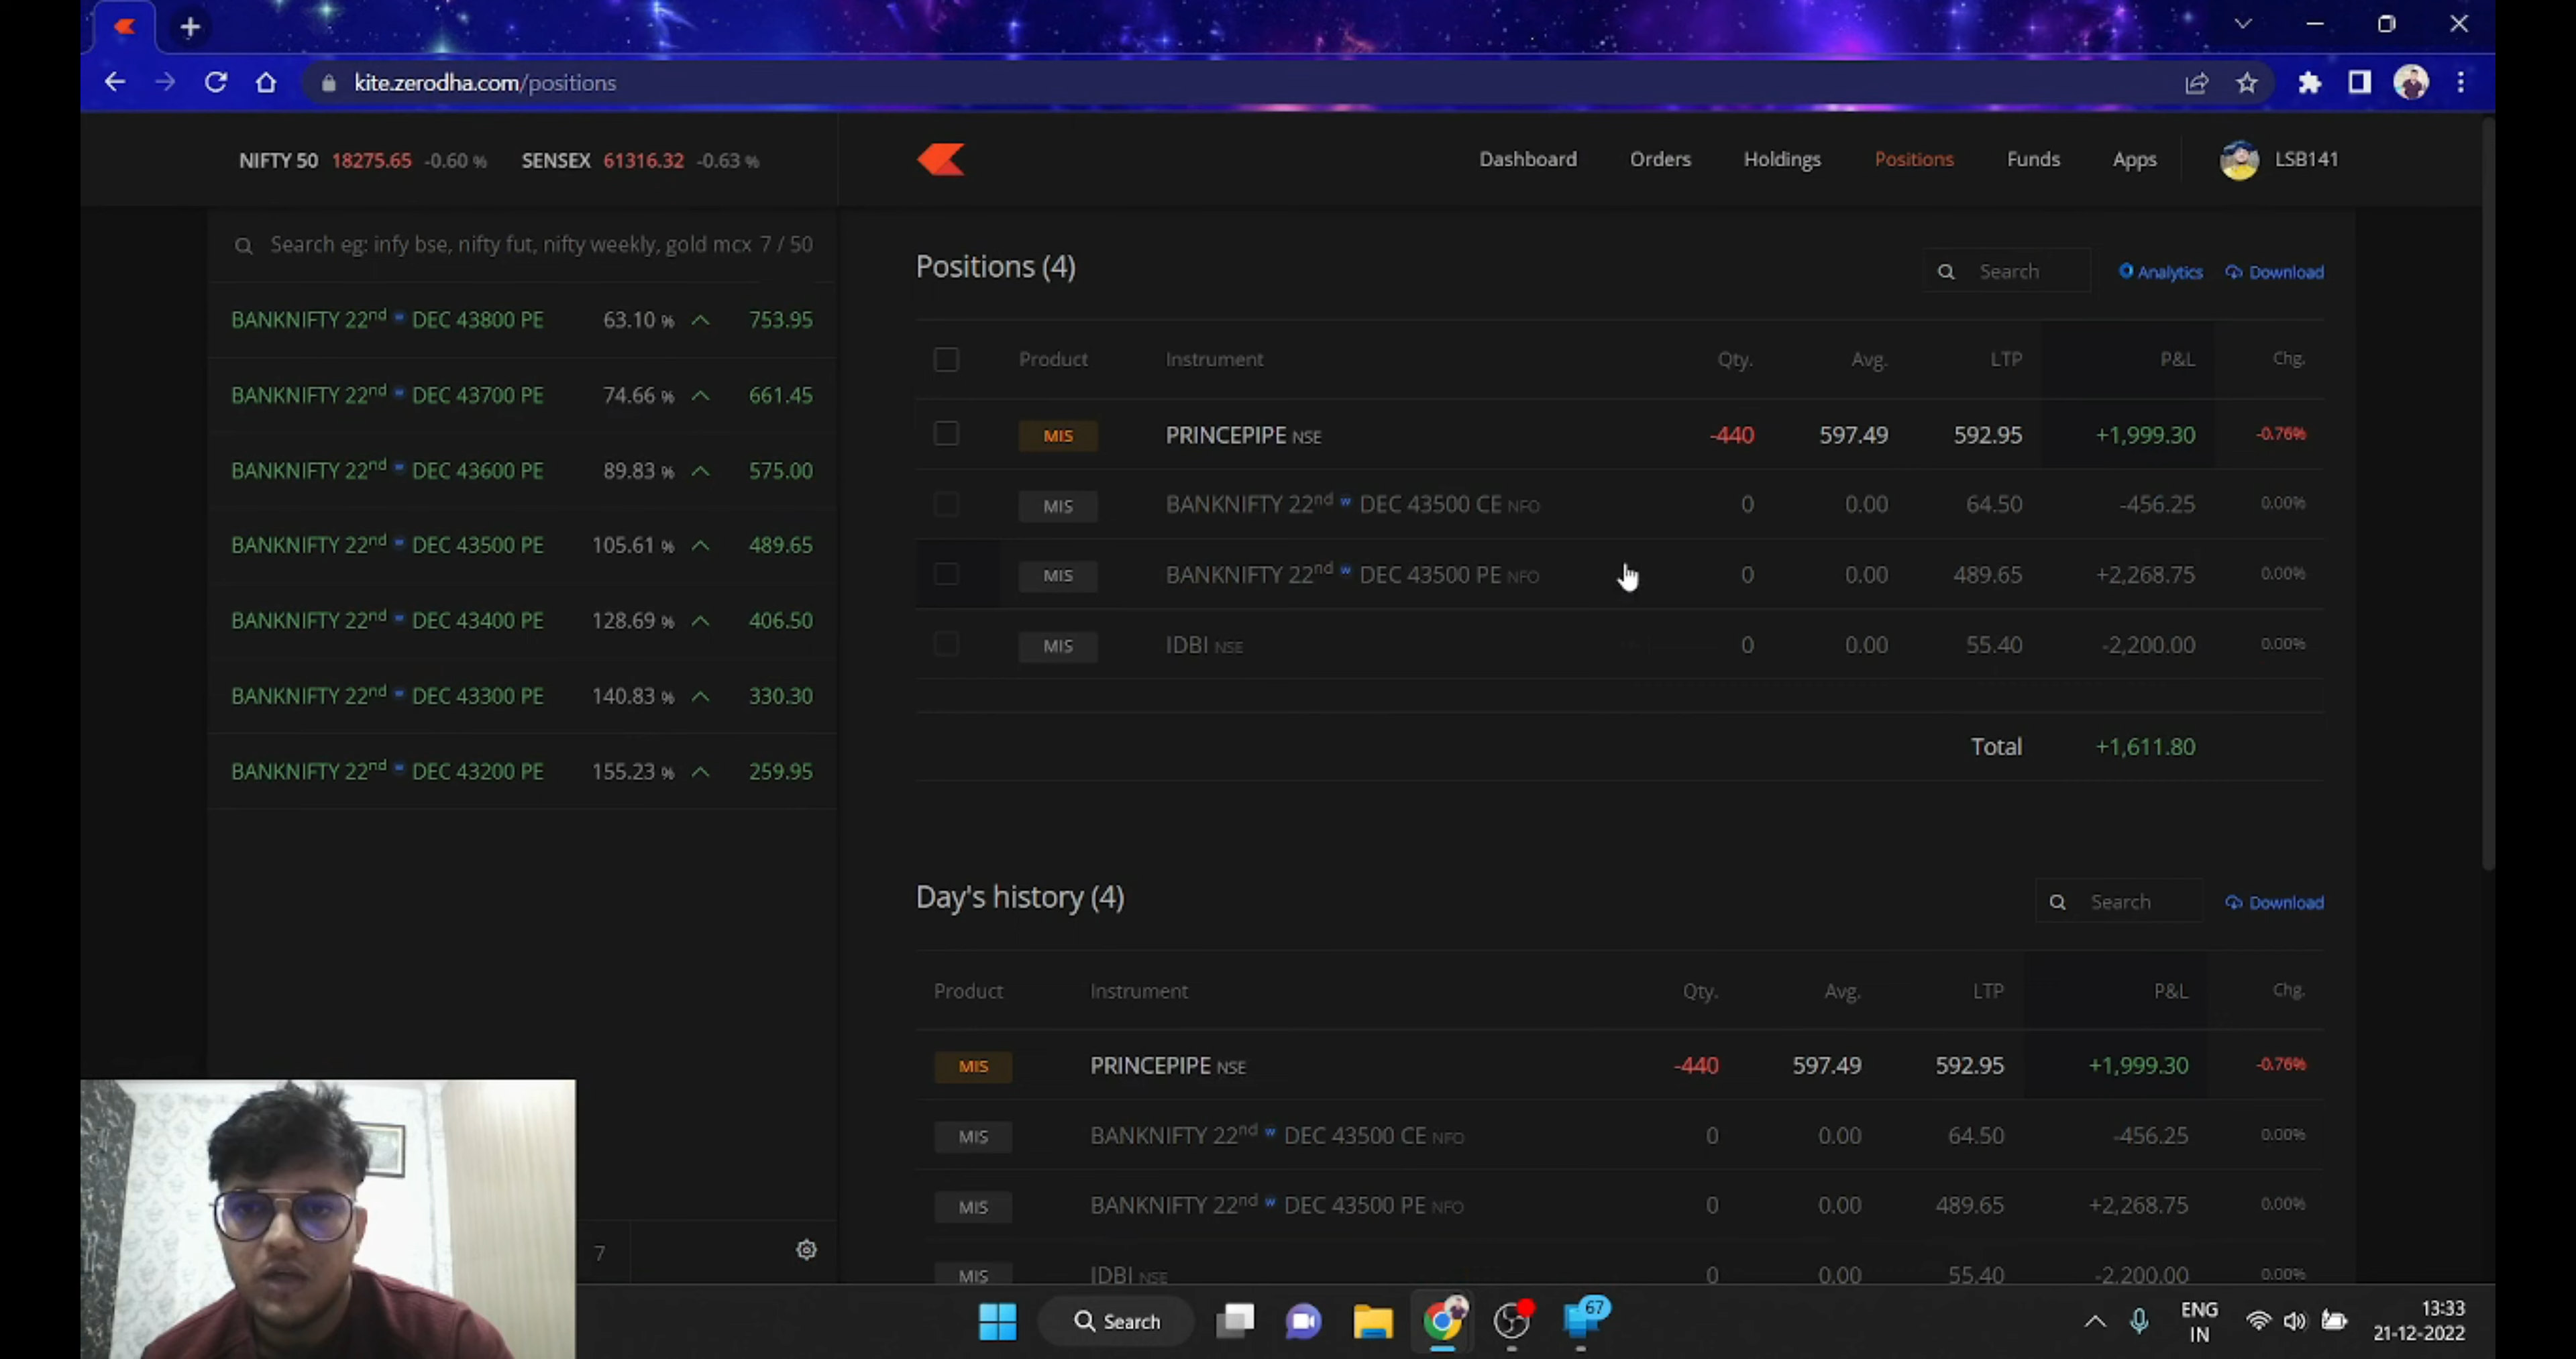 kite.zerodha.com/positions
NIFTY 50 18275.65 -0.60 % SENSEX 61316.32 -0.63 %
Dashboard Orders Holdings Positions Funds Apps LSB141
Search eg: infy bse, nifty fut, nifty weekly, gold mcx 7 / 50
BANKNIFTY 22nd w DEC 43800 PE 63.10 % 753.95
BANKNIFTY 22nd w DEC 43700 PE 74.66 % 661.45
BANKNIFTY 22nd w DEC 43600 PE 89.83 % 575.00
BANKNIFTY 22nd w DEC 43500 PE 105.61 % 489.65
BANKNIFTY 22nd w DEC 43400 PE 128.69 % 406.50
BANKNIFTY 22nd w DEC 43300 PE 140.83 % 330.30
BANKNIFTY 22nd w DEC 43200 PE 155.23 % 259.95
7
Positions (4) Search Analytics Download
Product Instrument Qty. Avg. LTP P&L Chg.
MIS PRINCEPIPE NSE -440 597.49 592.95 +1,999.30 -0.76%
MIS BANKNIFTY 22nd w DEC 43500 CE NFO 0 0.00 64.50 -456.25 0.00%
MIS BANKNIFTY 22nd w DEC 43500 PE NFO 0 0.00 489.65 +2,268.75 0.00%
MIS IDBI NSE 0 0.00 55.40 -2,200.00 0.00%
Total +1,611.80
Day's history (4) Search Download
Product Instrument Qty. Avg. LTP P&L Chg.
MIS PRINCEPIPE NSE -440 597.49 592.95 +1,999.30 -0.76%
MIS BANKNIFTY 22nd w DEC 43500 CE NFO 0 0.00 64.50 -456.25 0.00%
MIS BANKNIFTY 22nd w DEC 43500 PE NFO 0 0.00 489.65 +2,268.75 0.00%
MIS IDBI NSE 0 0.00 55.40 -2,200.00 0.00%
Search 67 ENG 13:33
IN 21-12-2022